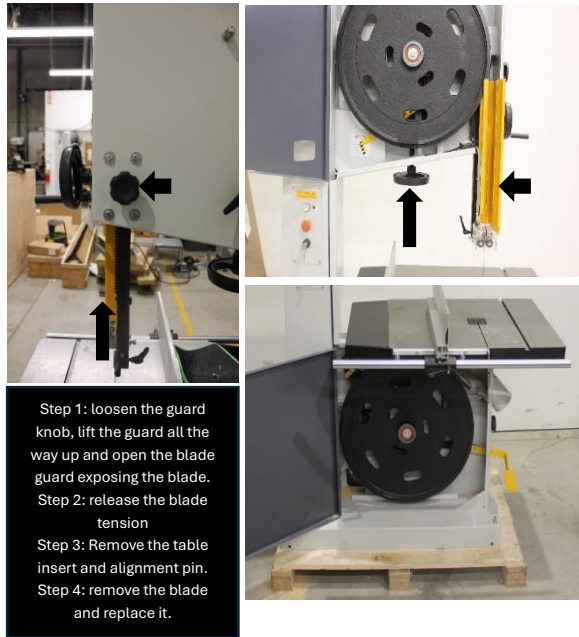 Step 1: loosen the guard
knob, lift the guard all the
way up and open the blade
guard exposing the blade.
Step 2: release the blade
tension
Step 3: Remove the table
insert and alignment pin.
Step 4: remove the blade
and replace it.